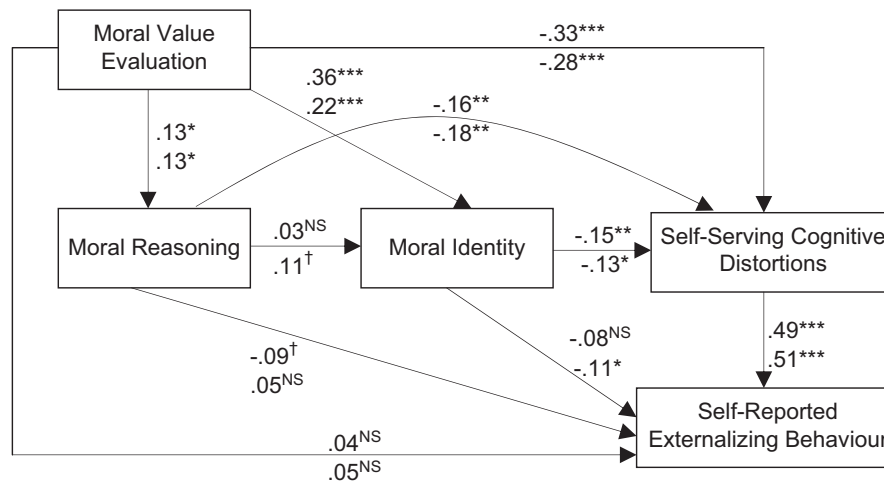 Moral Value
Evaluation
-.33***
-.28***
.36***
.22***
-.16**
-.18**
.13*
.13*
Moral Reasoning
.03NS
.11†
Moral Identity
-.15**
-.13*
Self-Serving Cognitive
Distortions
-.09†
.05NS
-.08NS
-.11*
.49***
.51***
Self-Reported
Externalizing Behaviour
.04NS
.05NS